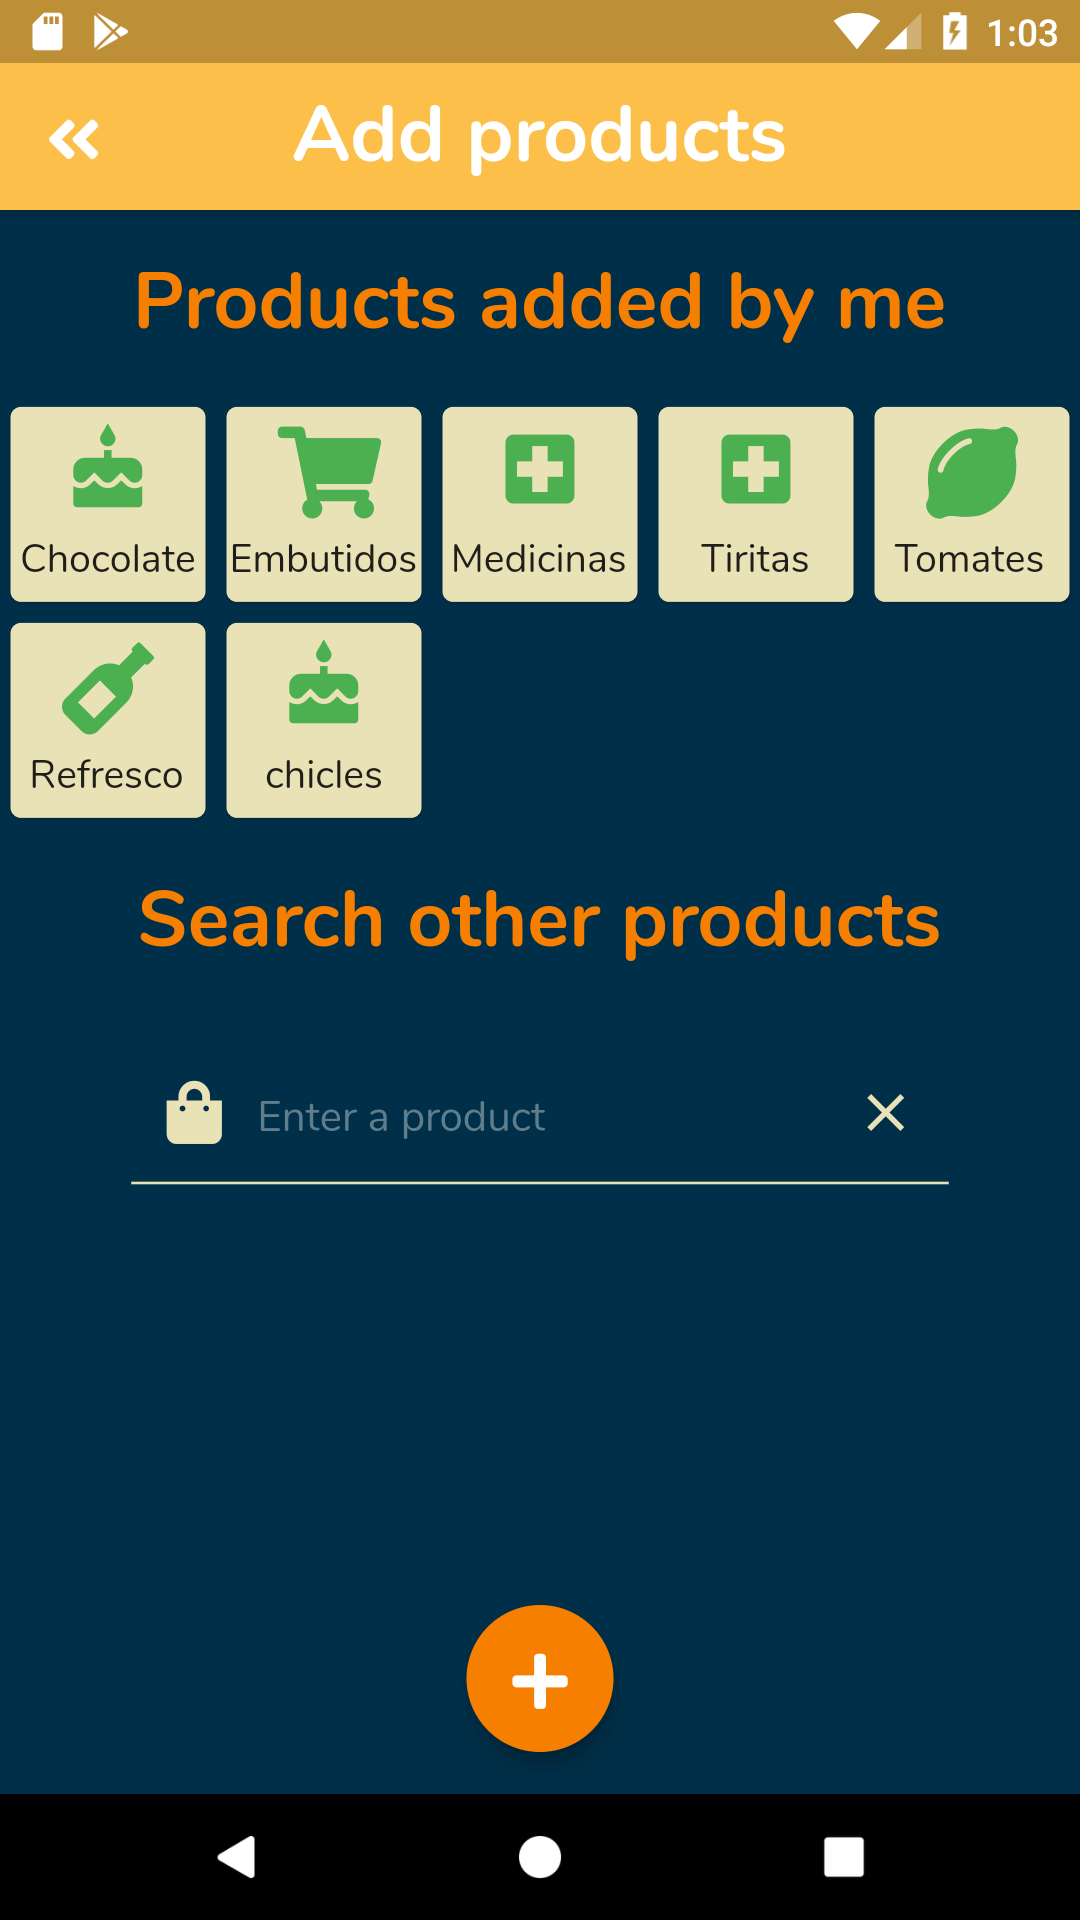 1:03
Add products
Products added by me
Chocolate Embutidos Medicinas Tiritas Tomates
Refresco chicles
Search other products
Enter a product